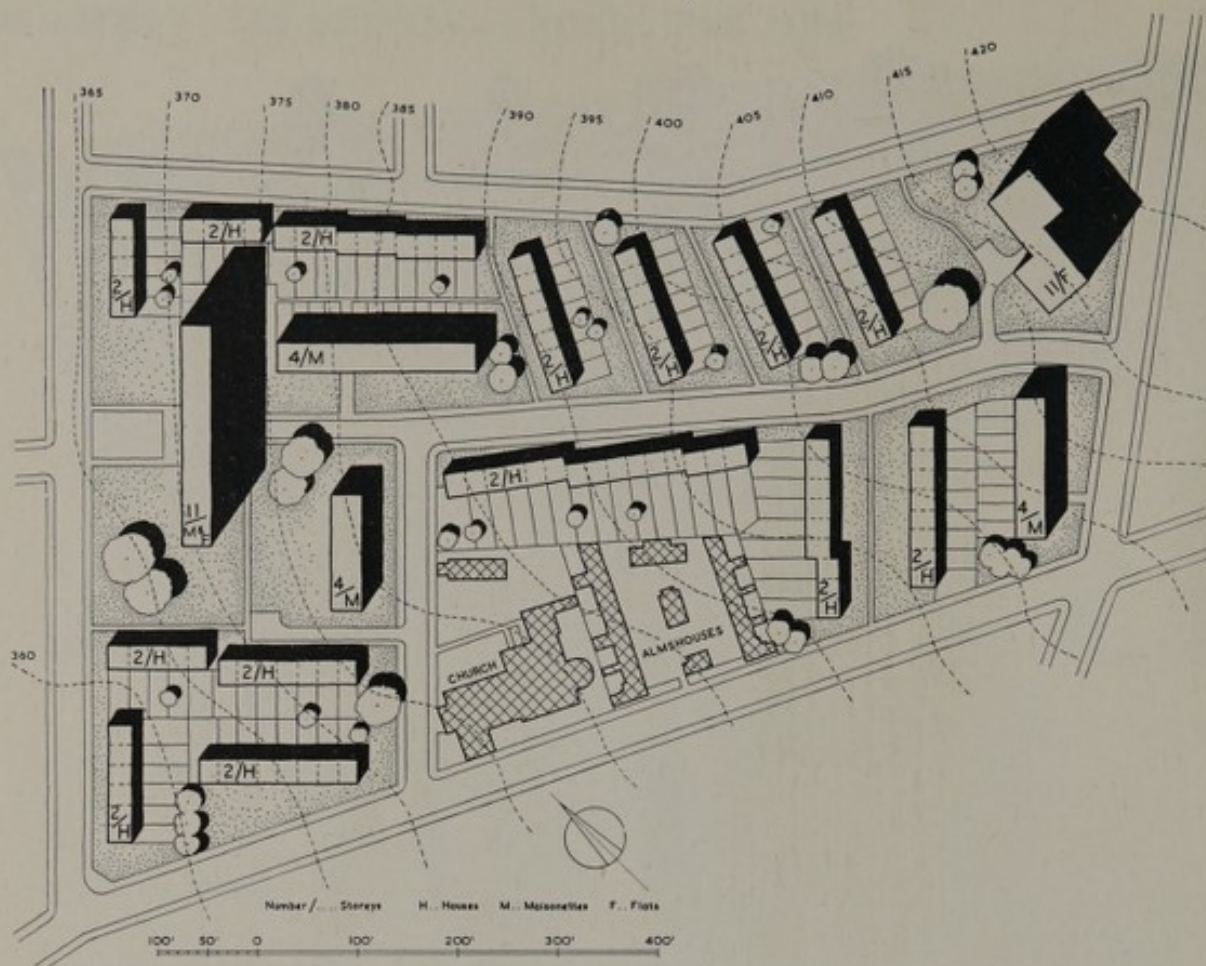 420
415
410
405
400
395
390
385
380
375
370
365
2/H
2/H
2/H
4/M
2/H
2/H
2/H
2/H
11/F
11/M&F
4/M
2/H
2/H
2/H
4/M
2/H
2/H
2/H
2/H
360
CHURCH
ALMSHOUSES
Number/.... Storeys H.. Houses M.. Maisonettes F.. Flats
100' 50' 0 100' 200' 300' 400'